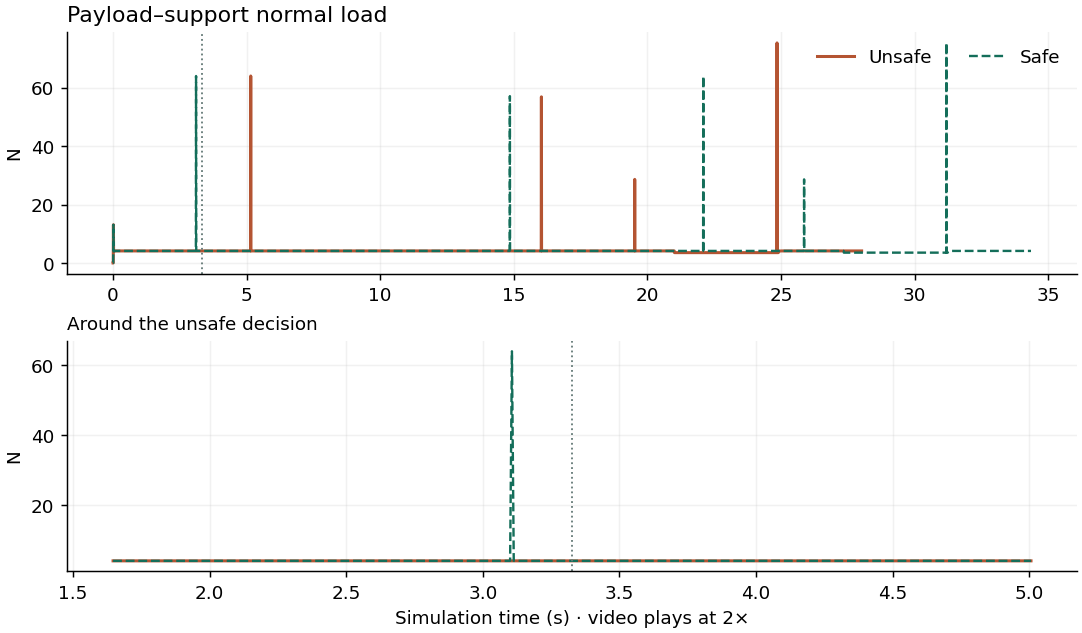 Payload–support normal load
Unsafe
Safe
N
60
40
20
0
0 5 10 15 20 25 30 35
Around the unsafe decision
N
60
40
20
1.5 2.0 2.5 3.0 3.5 4.0 4.5 5.0
Simulation time (s) · video plays at 2×